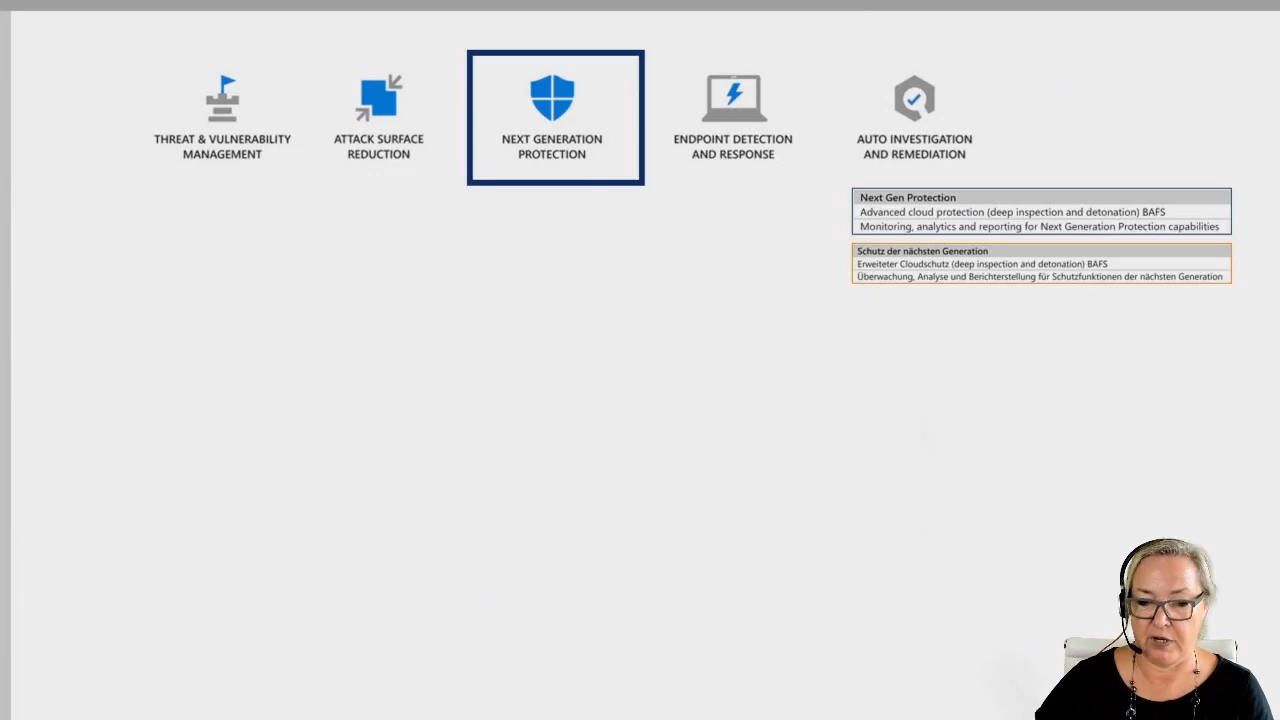 THREAT & VULNERABILITY
MANAGEMENT
ATTACK SURFACE
REDUCTION
NEXT GENERATION
PROTECTION
ENDPOINT DETECTION
AND RESPONSE
AUTO INVESTIGATION
AND REMEDIATION
Next Gen Protection
Advanced cloud protection (deep inspection and detonation) BAFS
Monitoring, analytics and reporting for Next Generation Protection capabilities
Schutz der nächsten Generation
Erweiteter Cloudschutz (deep inspection and detonation) BAFS
Überwachung, Analyse und Berichterstellung für Schutzfunktionen der nächsten Generation